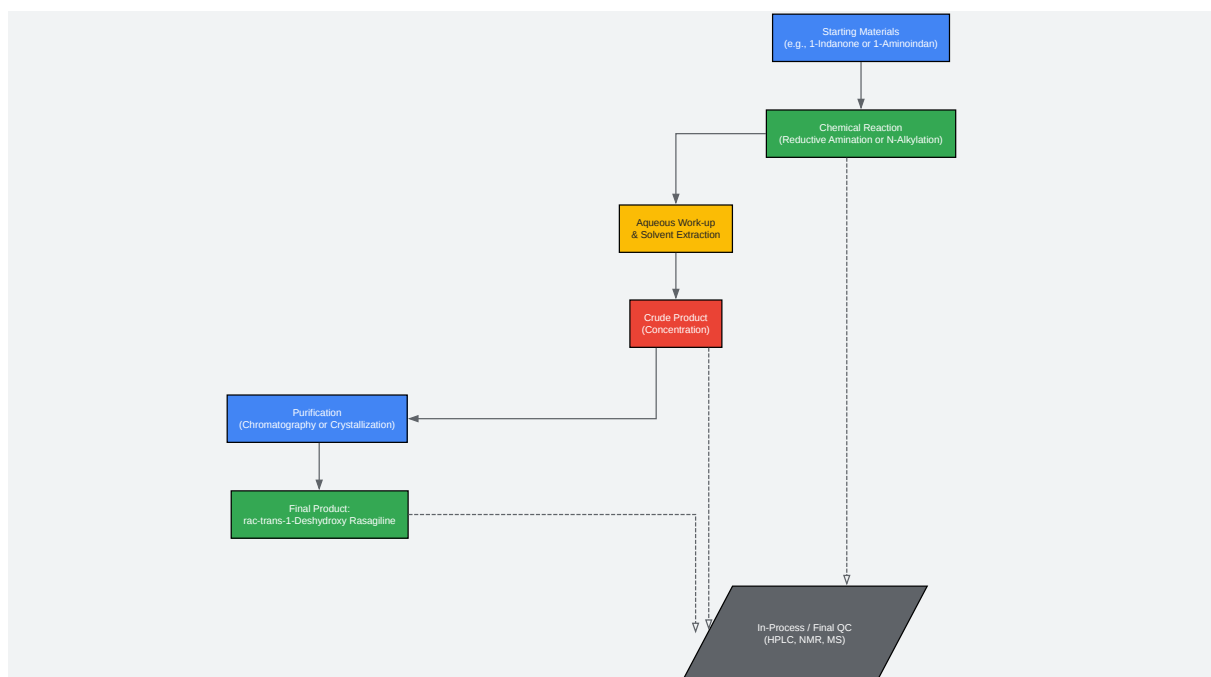 Starting Materials
(e.g., 1-Indanone or 1-Aminoindan)
Chemical Reaction
(Reductive Amination or N-Alkylation)
Aqueous Work-up
& Solvent Extraction
Crude Product
(Concentration)
Purification
(Chromatography or Crystallization)
Final Product:
rac-trans-1-Deshydroxy Rasagiline
In-Process / Final QC
(HPLC, NMR, MS)